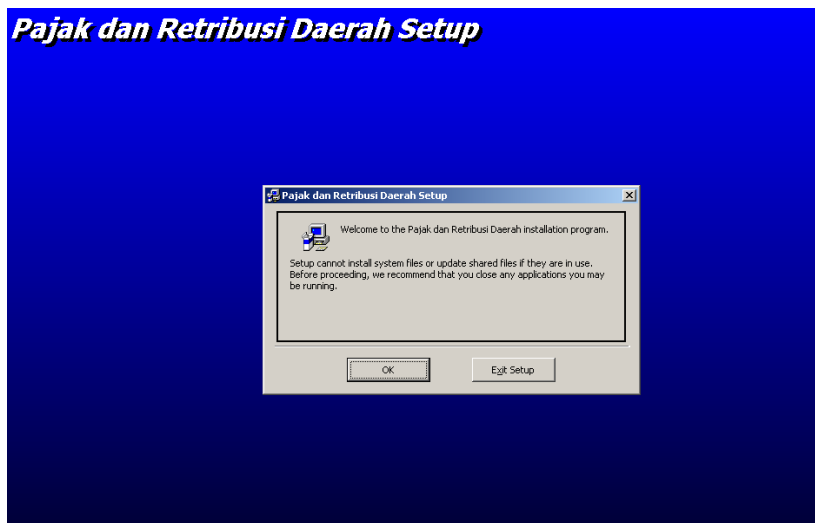 Pajak dan Retribusi Daerah Setup
Pajak dan Retribusi Daerah Setup
Welcome to the Pajak dan Retribusi Daerah installation program.
Setup cannot install system files or update shared files if they are in use.
Before proceeding, we recommend that you close any applications you may
be running.
OK
Exit Setup